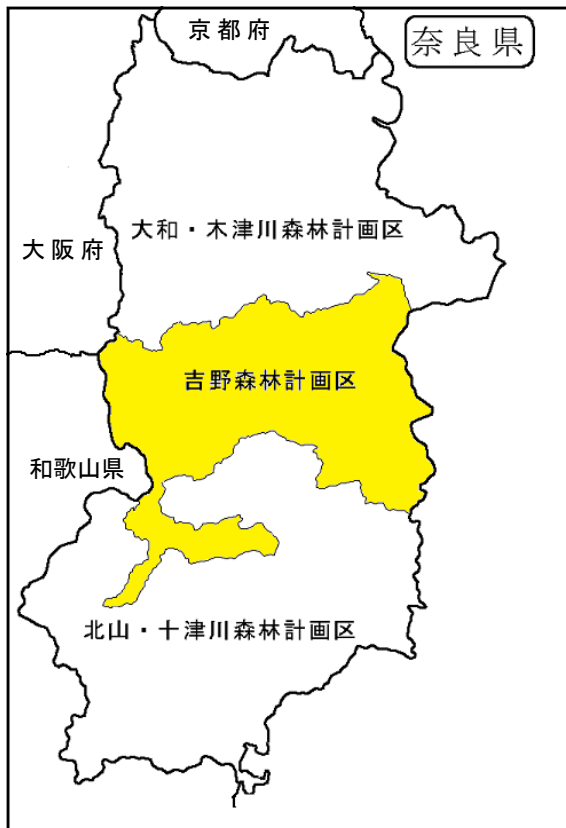 京都府
奈良県
大和・木津川森林計画区
大阪府
吉野森林計画区
和歌山県
北山・十津川森林計画区